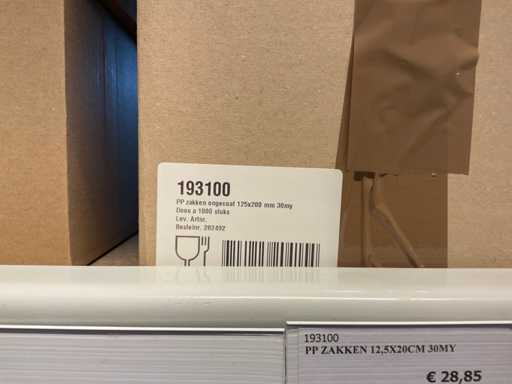 193100
PP zakken ongecoat 125x200 mm 30my
Doos a 1000 stuks
Lev. Artnr.
Bestelnr. 282492
193100
PP ZAKKEN 12,5X20CM 30MY
€ 28,85